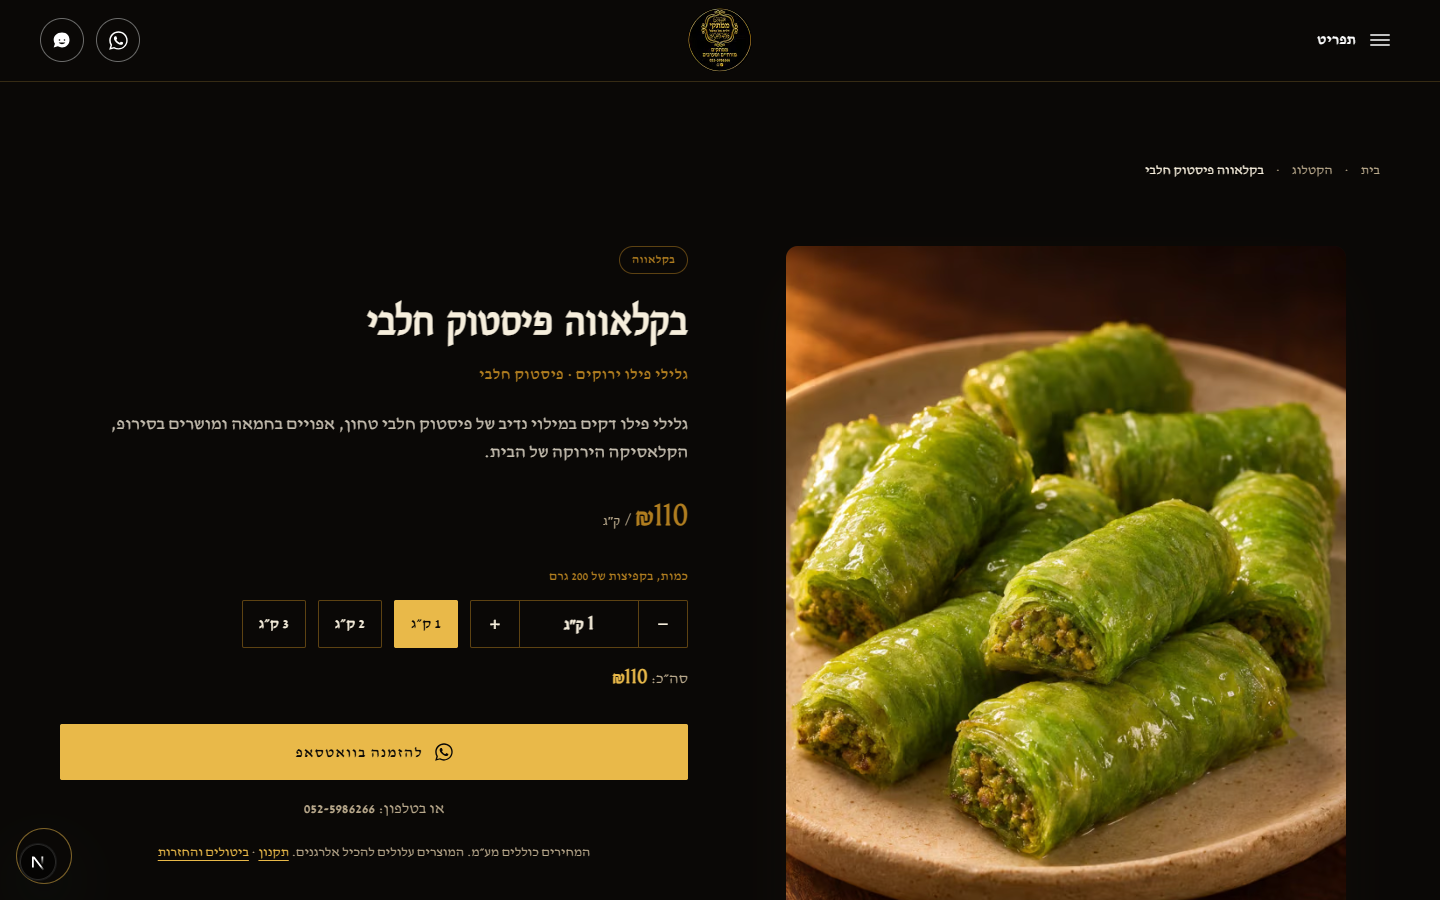 תפריט
ממתקי
בית · הקטלוג · בקלאווה פיסטוק חלבי
בקלאווה
בקלאווה פיסטוק חלבי
גלילי פילו ירוקים · פיסטוק חלבי
גלילי פילו דקים במילוי נדיב של פיסטוק חלבי טחון, אפויים בחמאה ומושרים בסירופ,
הקלאסיקה הירוקה של הבית.
₪110 / ק״ג
כמות, בקפיצות של 200 גרם
− 1 ק״ג + 1 ק״ג 2 ק״ג 3 ק״ג
סה״כ: ₪110
להזמנה בוואטסאפ
או בטלפון: 052-5986266
המחירים כוללים מע״מ. המוצרים עלולים להכיל אלרגנים. תקנון · ביטולים והחזרות
N